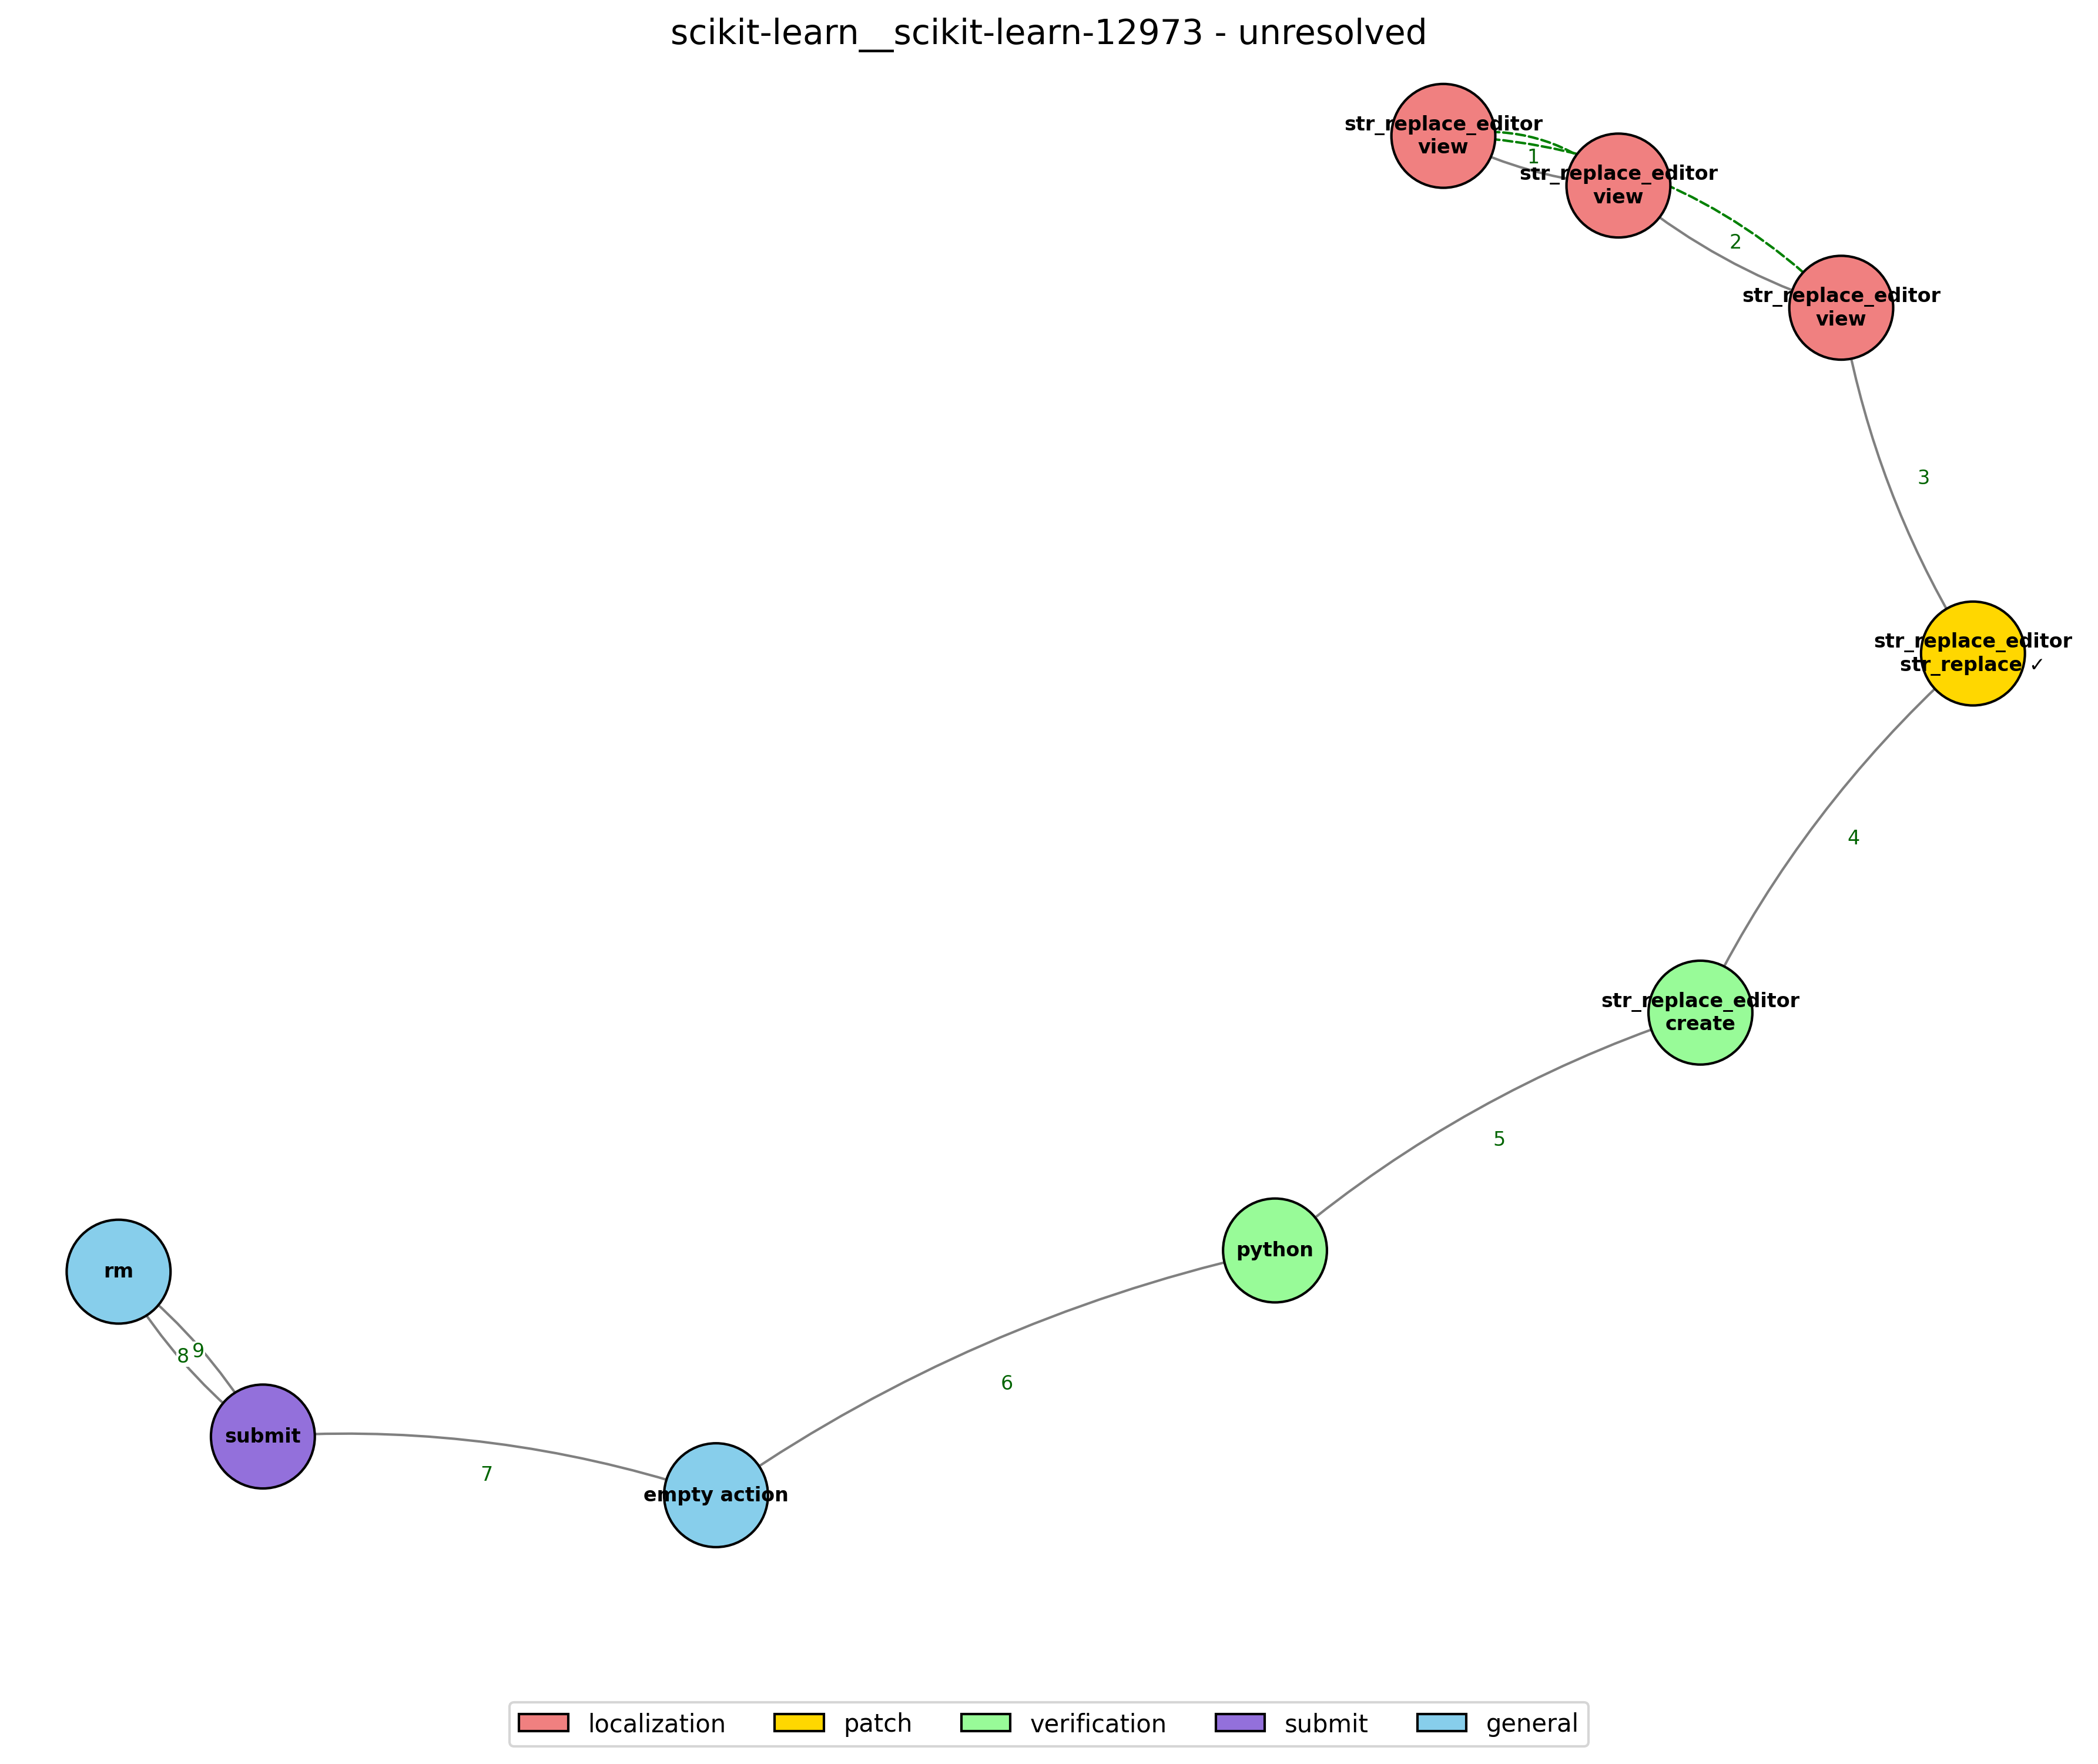 scikit-learn__scikit-learn-12973 - unresolved
str_replace_editor
view
1
str_replace_editor
view
2
str_replace_editor
view
3
str_replace_editor
str_replace ✓
4
str_replace_editor
create
5
python
6
rm
8
9
submit
7
empty action
localization
patch
verification
submit
general